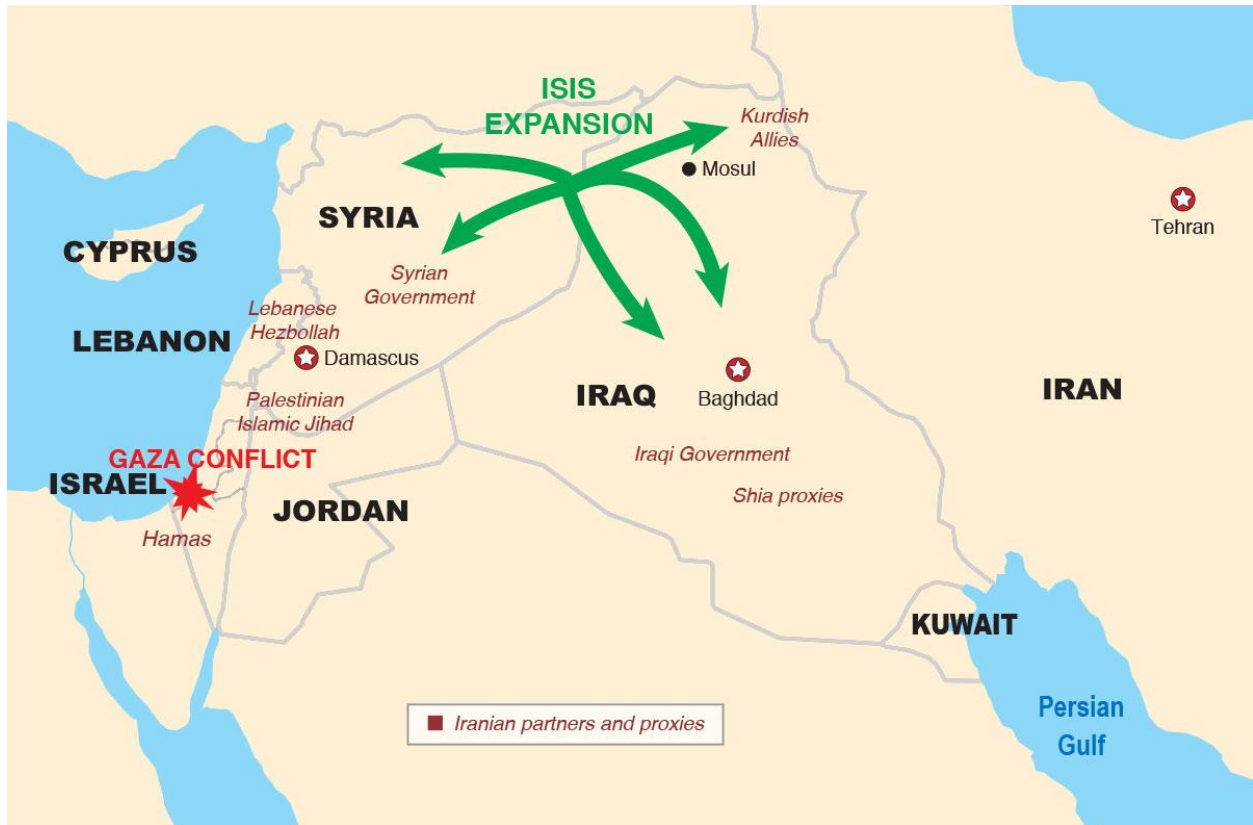 ISIS
EXPANSION
Kurdish
Allies
Mosul
Tehran
SYRIA
CYPRUS
Syrian
Government
Lebanese
Hezbollah
LEBANON
Damascus
IRAQ
Baghdad
IRAN
Palestinian
Islamic Jihad
GAZA CONFLICT
ISRAEL
Iraqi Government
Shia proxies
JORDAN
Hamas
KUWAIT
Persian
Gulf
Iranian partners and proxies